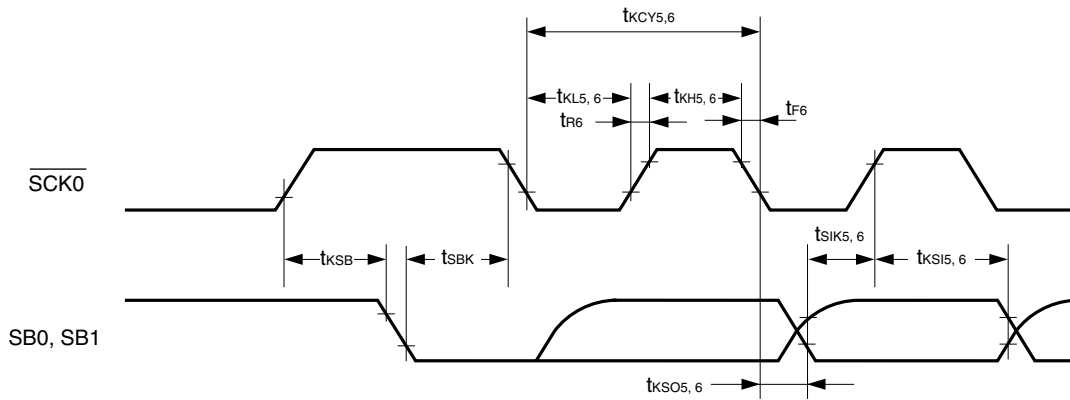 tKCY5,6
tKL5, 6
tKH5, 6
tR6
tF6
SCK0
tSIK5, 6
tKSB
tSBK
tKSI5, 6
SB0, SB1
tKSO5, 6